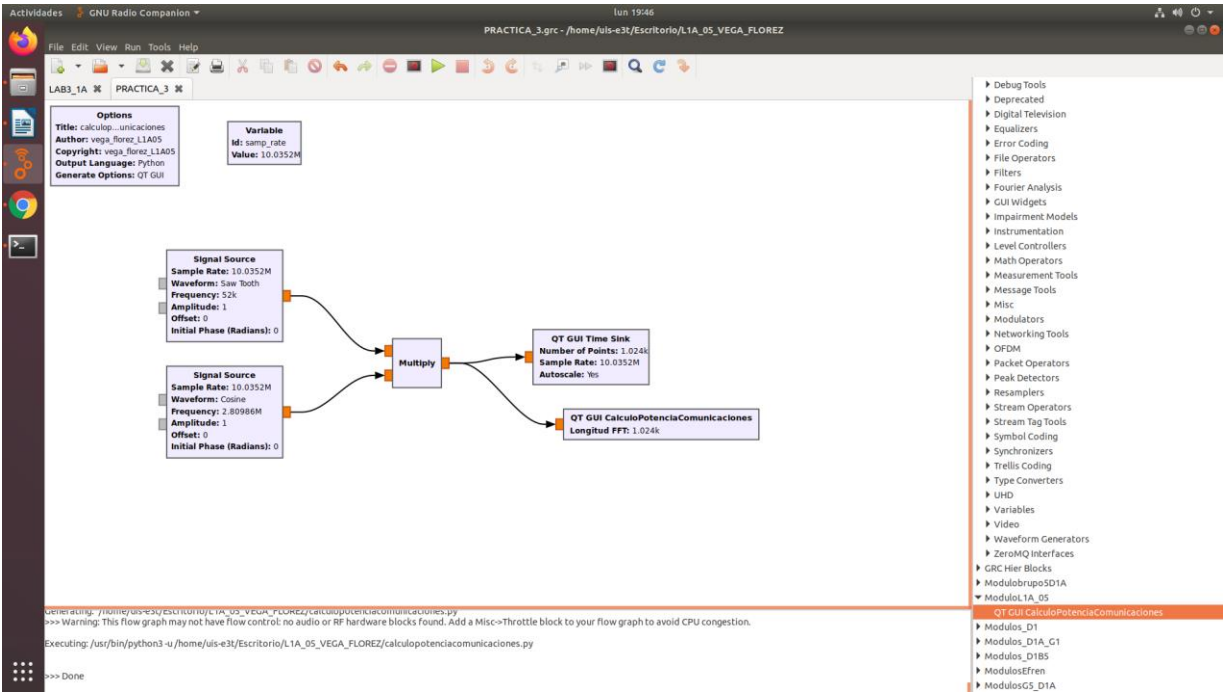 Actividades
GNU Radio Companion
lun 19:46
PRACTICA_3.grc - /home/uis-e3t/Escritorio/L1A_05_VEGA_FLOREZ
File Edit View Run Tools Help
LAB3_1A
PRACTICA_3
Options
Title: calculop...unicaciones
Author: vega_florez_L1A05
Copyright: vega_florez_L1A05
Output Language: Python
Generate Options: QT GUI
Variable
Id: samp_rate
Value: 10.0352M
Signal Source
Sample Rate: 10.0352M
Waveform: Saw Tooth
Frequency: 52k
Amplitude: 1
Offset: 0
Initial Phase (Radians): 0
Signal Source
Sample Rate: 10.0352M
Waveform: Cosine
Frequency: 2.80986M
Amplitude: 1
Offset: 0
Initial Phase (Radians): 0
Multiply
QT GUI Time Sink
Number of Points: 1.024k
Sample Rate: 10.0352M
Autoscale: Yes
QT GUI CalculoPotenciaComunicaciones
Longitud FFT: 1.024k
Debug Tools
Deprecated
Digital Television
Equalizers
Error Coding
File Operators
Filters
Fourier Analysis
GUI Widgets
Impairment Models
Instrumentation
Level Controllers
Math Operators
Measurement Tools
Message Tools
Misc
Modulators
Networking Tools
OFDM
Packet Operators
Peak Detectors
Resamplers
Stream Operators
Stream Tag Tools
Symbol Coding
Synchronizers
Trellis Coding
Type Converters
UHD
Variables
Video
Waveform Generators
ZeroMQ Interfaces
GRC Hier Blocks
Modulobrupo5D1A
ModuloL1A_05
QT GUI CalculoPotenciaComunicaciones
Modulos_D1
Modulos_D1A_G1
Modulos_D1B5
ModulosEfren
ModulosG5_D1A
Generating: "/home/uis-e3t/Escritorio/L1A_05_VEGA_FLOREZ/calculopotenciacomunicaciones.py"
>>> Warning: This flow graph may not have flow control: no audio or RF hardware blocks found. Add a Misc->Throttle block to your flow graph to avoid CPU congestion.
Executing: /usr/bin/python3 -u /home/uis-e3t/Escritorio/L1A_05_VEGA_FLOREZ/calculopotenciacomunicaciones.py
>>> Done